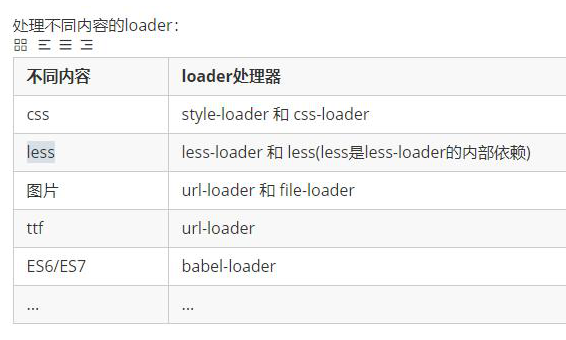 处理不同内容的loader：
不同内容 loader处理器
css style-loader 和 css-loader
less less-loader 和 less(less是less-loader的内部依赖)
图片 url-loader 和 file-loader
ttf url-loader
ES6/ES7 babel-loader
... ...